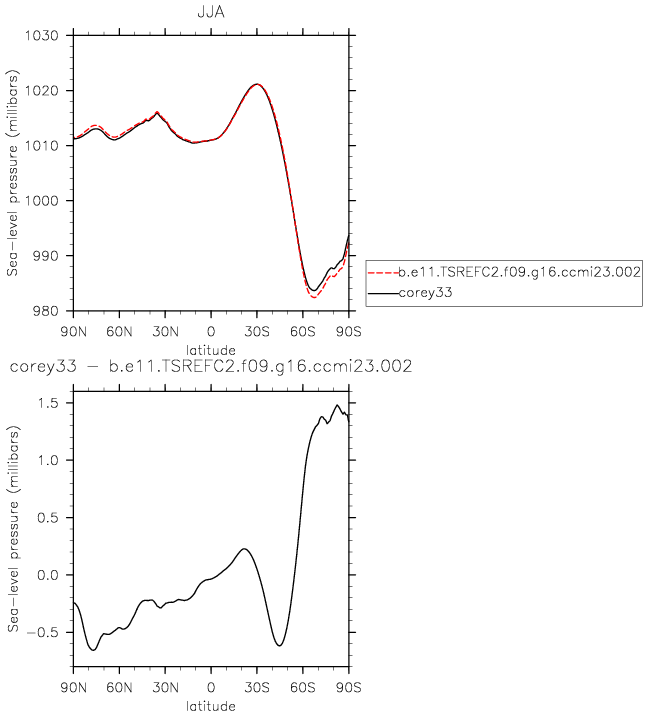 JJA
Sea-level pressure (millibars)
1030
1020
1010
1000
990
980
90N 60N 30N 0 30S 60S 90S
latitude
b.e11.TSREFC2.f09.g16.ccmi23.002
corey33
corey33 - b.e11.TSREFC2.f09.g16.ccmi23.002
Sea-level pressure (millibars)
1.5
1.0
0.5
0.0
-0.5
90N 60N 30N 0 30S 60S 90S
latitude